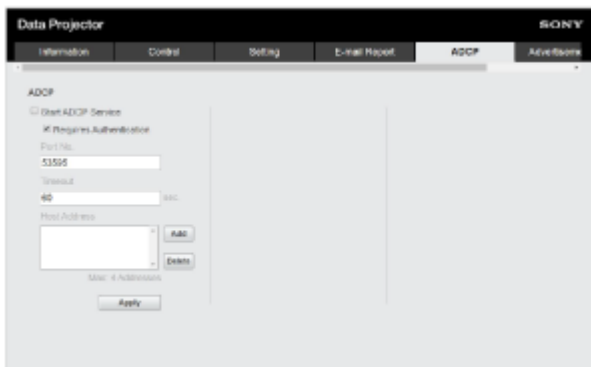 Data Projector
SONY
Information Control Setting E-mail Report ADCP Advertisem
ADCP
Start ADCP Service
Requires Authentication
Port No.
53595
Timeout
60 sec.
Host Address
Add
Delete
Max. 4 Addresses
Apply